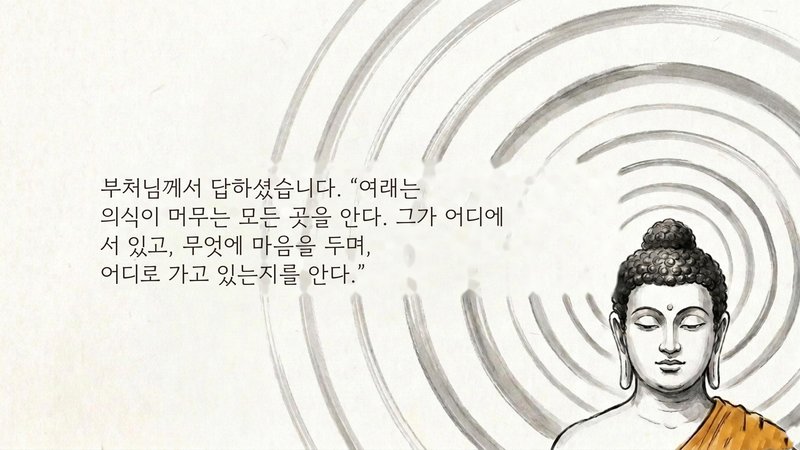 부처님께서 답하셨습니다. “여래는
의식이 머무는 모든 곳을 안다. 그가 어디에
서 있고, 무엇에 마음을 두며,
어디로 가고 있는지를 안다.”